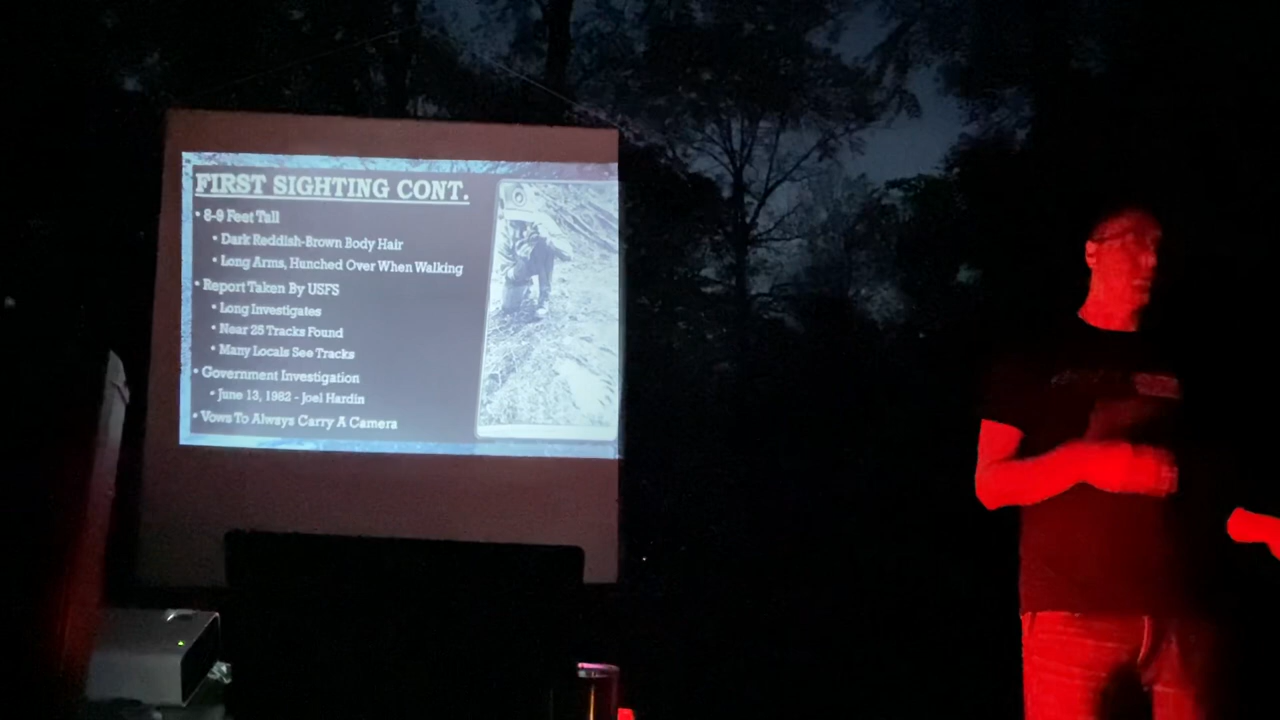 FIRST SIGHTING CONT.
• 8-9 Feet Tall
• Dark Reddish-Brown Body Hair
• Long Arms, Hunched Over When Walking
• Report Taken By USFS
• Long Investigates
• Near 25 Tracks Found
• Many Locals See Tracks
• Government Investigation
• June 13, 1982 - Joel Hardin
• Vows To Always Carry A Camera